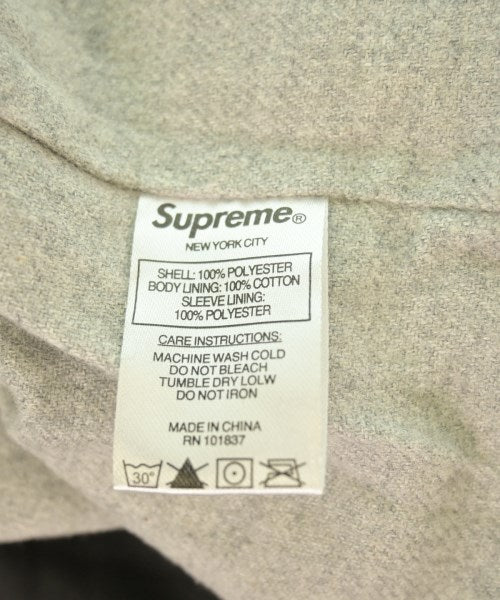 Supreme®
NEW YORK CITY
SHELL: 100% POLYESTER
BODY LINING: 100% COTTON
SLEEVE LINING:
100% POLYESTER
CARE INSTRUCTIONS:
MACHINE WASH COLD
DO NOT BLEACH
TUMBLE DRY LOLW
DO NOT IRON
MADE IN CHINA
RN 101837
30°